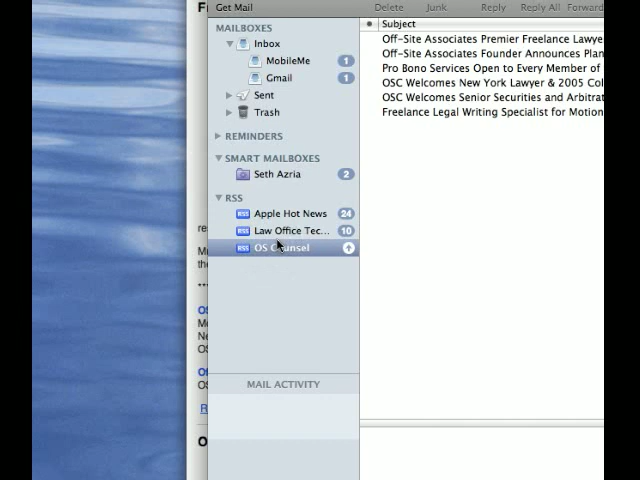 Get Mail
Delete Junk Reply Reply All Forward
MAILBOXES
Inbox
MobileMe 1
Gmail 1
Sent
Trash
REMINDERS
SMART MAILBOXES
Seth Azria 2
RSS
RSS Apple Hot News 24
RSS Law Office Tec... 10
RSS OS Counsel
MAIL ACTIVITY
Subject
Off-Site Associates Premier Freelance Lawye
Off-Site Associates Founder Announces Plan
Pro Bono Services Open to Every Member of
OSC Welcomes New York Lawyer & 2005 Col
OSC Welcomes Senior Securities and Arbitrat
Freelance Legal Writing Specialist for Motion